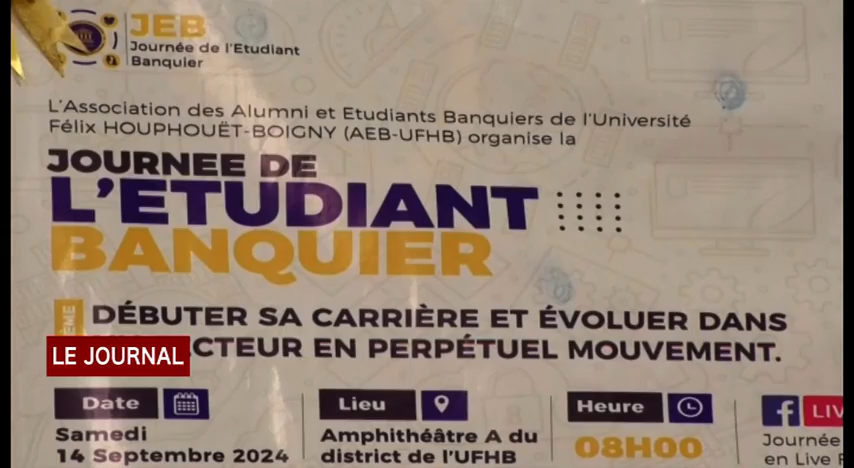 JEB
Journée de l'Etudiant
Banquier
L'Association des Alumni et Etudiants Banquiers de l'Université
Félix HOUPHOUËT-BOIGNY (AEB-UFHB) organise la
JOURNEE DE
L'ETUDIANT
BANQUIER
DÉBUTER SA CARRIÈRE ET ÉVOLUER DANS
CTEUR EN PERPÉTUEL MOUVEMENT.
LE JOURNAL
Date
Lieu
Heure
LIV
Samedi
14 Septembre 2024
Amphithéâtre A du
district de l'UFHB
08H00
Journée
en Live